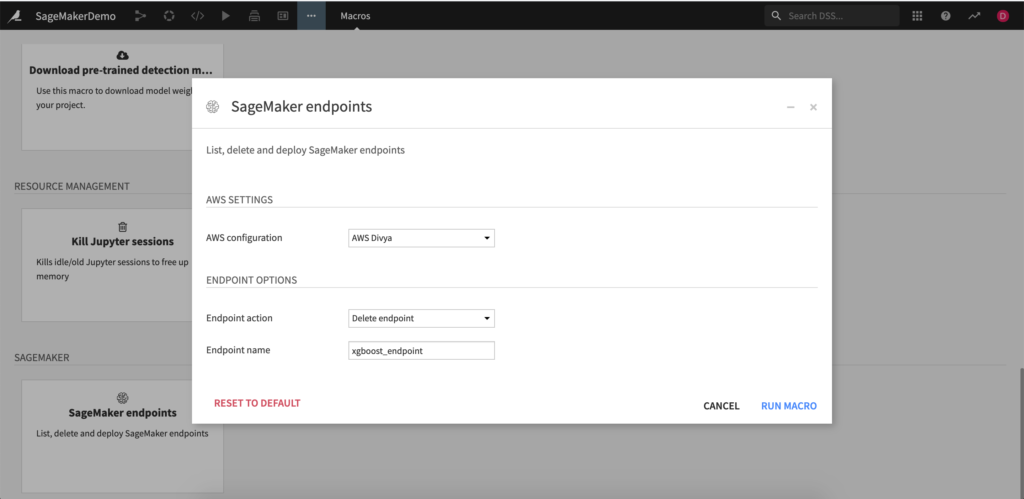 SageMakerDemo
Macros
Search DSS...
D
Download pre-trained detection m...
Use this macro to download model weig
your project.
SageMaker endpoints
List, delete and deploy SageMaker endpoints
AWS SETTINGS
AWS configuration
AWS Divya
ENDPOINT OPTIONS
Endpoint action
Delete endpoint
Endpoint name
xgboost_endpoint
RESET TO DEFAULT
CANCEL
RUN MACRO
RESOURCE MANAGEMENT
Kill Jupyter sessions
Kills idle/old Jupyter sessions to free up
memory
SAGEMAKER
SageMaker endpoints
List, delete and deploy SageMaker endpoints